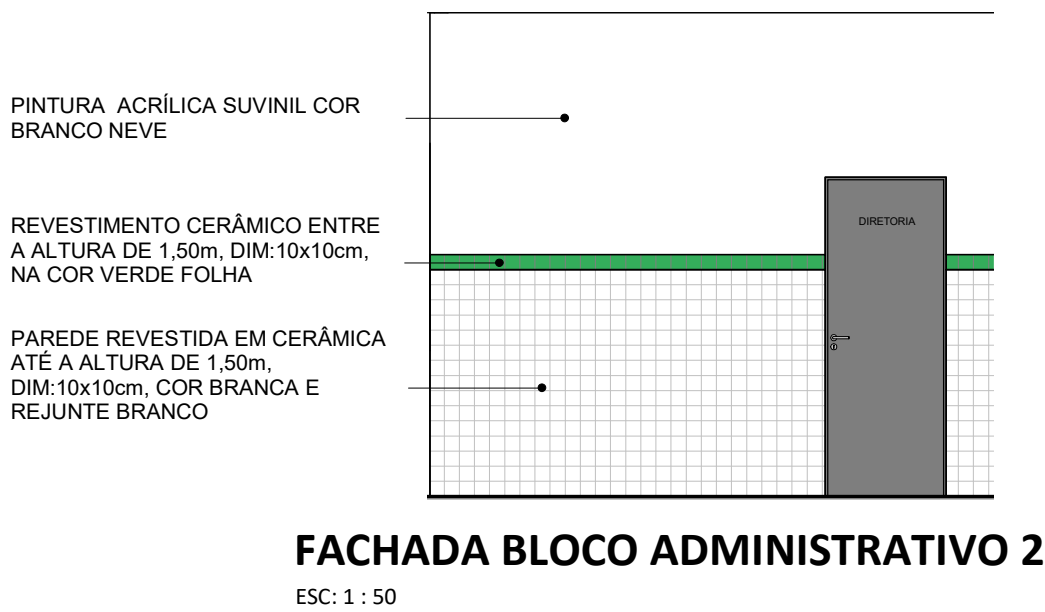 PINTURA ACRÍLICA SUVINIL COR
BRANCO NEVE
REVESTIMENTO CERÂMICO ENTRE
A ALTURA DE 1,50m, DIM:10x10cm,
NA COR VERDE FOLHA
PAREDE REVESTIDA EM CERÂMICA
ATÉ A ALTURA DE 1,50m,
DIM:10x10cm, COR BRANCA E
REJUNTE BRANCO
DIRETORIA
FACHADA BLOCO ADMINISTRATIVO 2
ESC: 1 : 50